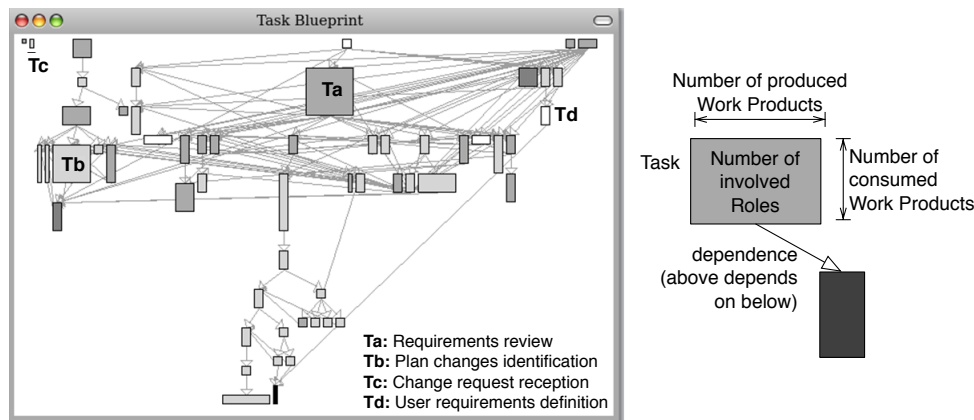 Task Blueprint
Tc
Ta
Td
Tb
Ta: Requirements review
Tb: Plan changes identification
Tc: Change request reception
Td: User requirements definition
Number of produced
Work Products
Task
Number of
involved
Roles
Number of
consumed
Work Products
dependence
(above depends
on below)